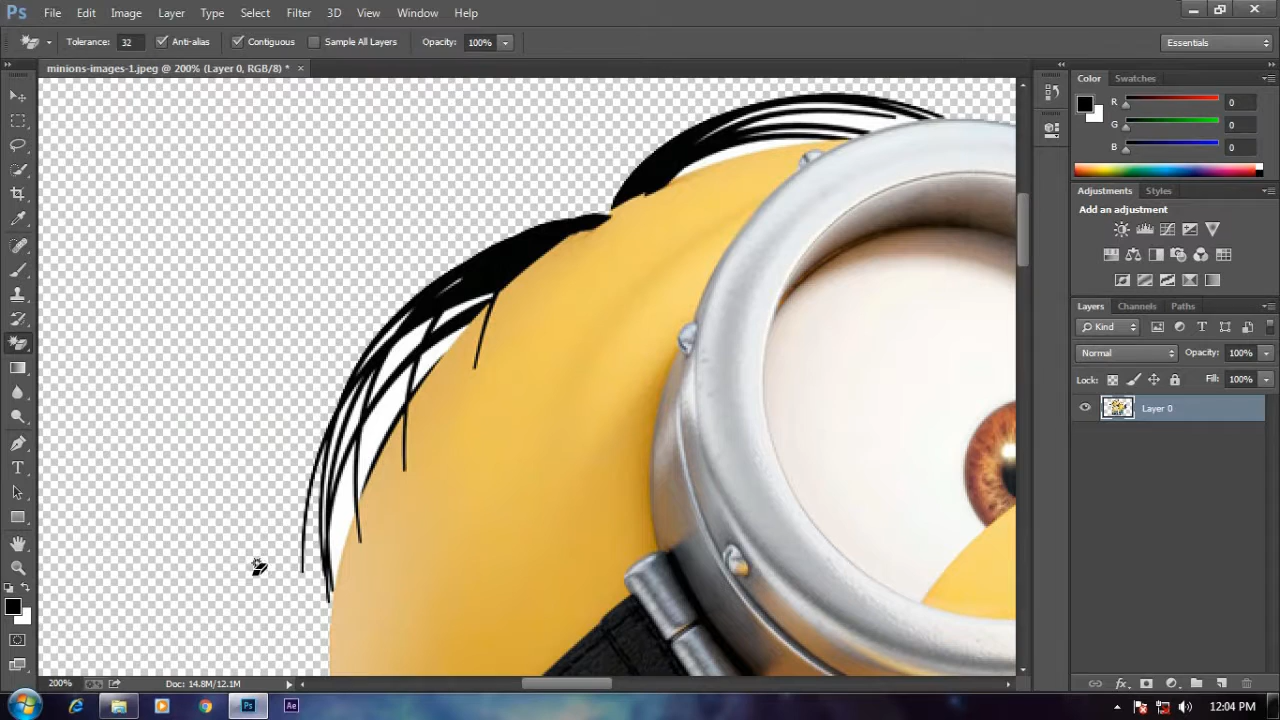 Ps File Edit Image Layer Type Select Filter 3D View Window Help
Tolerance: 32 Anti-alias Contiguous Sample All Layers Opacity: 100% Essentials
minions-images-1.jpeg @ 200% (Layer 0, RGB/8) * ×
Color Swatches
R 0
G 0
B 0
Adjustments Styles
Add an adjustment
Layers Channels Paths
Kind
Normal Opacity: 100%
Lock: Fill: 100%
Layer 0
200% Doc: 14.8M/12.1M
fx
Ps Ae 12:04 PM